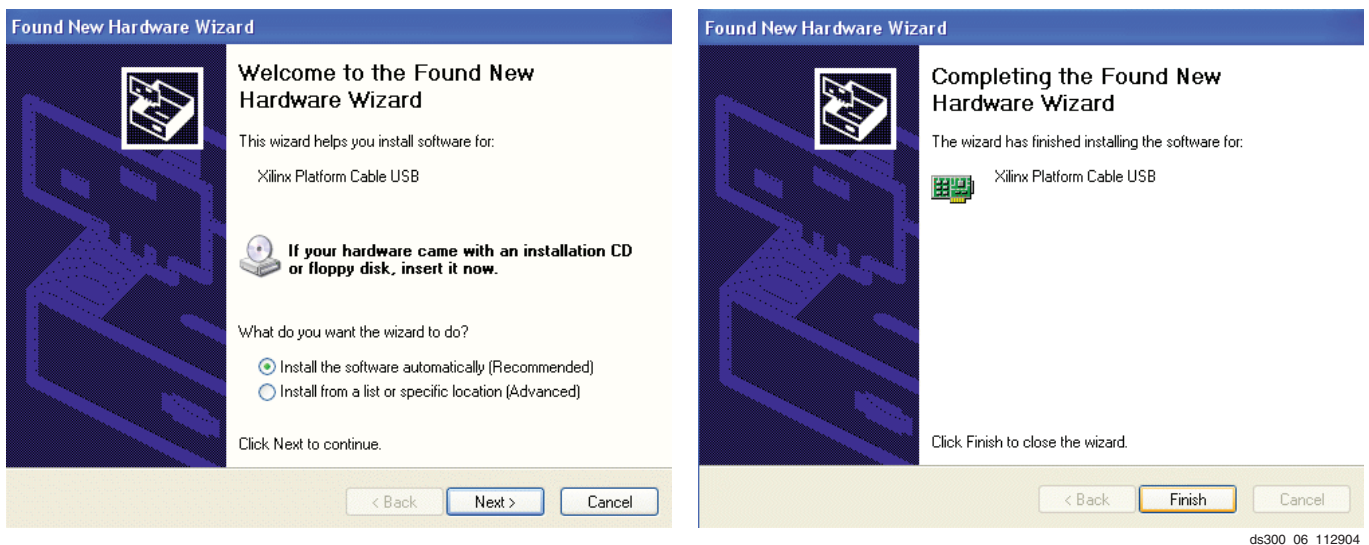 Found New Hardware Wizard
Welcome to the Found New
Hardware Wizard
This wizard helps you install software for:
Xilinx Platform Cable USB
If your hardware came with an installation CD
or floppy disk, insert it now.
What do you want the wizard to do?
Install the software automatically (Recommended)
Install from a list or specific location (Advanced)
Click Next to continue.
< Back Next > Cancel
Found New Hardware Wizard
Completing the Found New
Hardware Wizard
The wizard has finished installing the software for:
Xilinx Platform Cable USB
Click Finish to close the wizard.
< Back Finish Cancel
ds300_06_112904